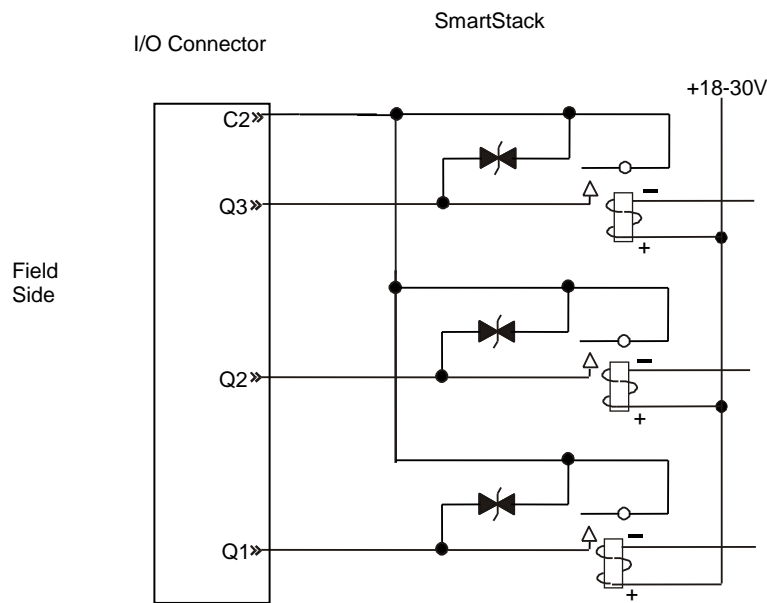 SmartStack
I/O Connector
+18-30V
C2
Q3
+
Field
Side
Q2
+
Q1
+